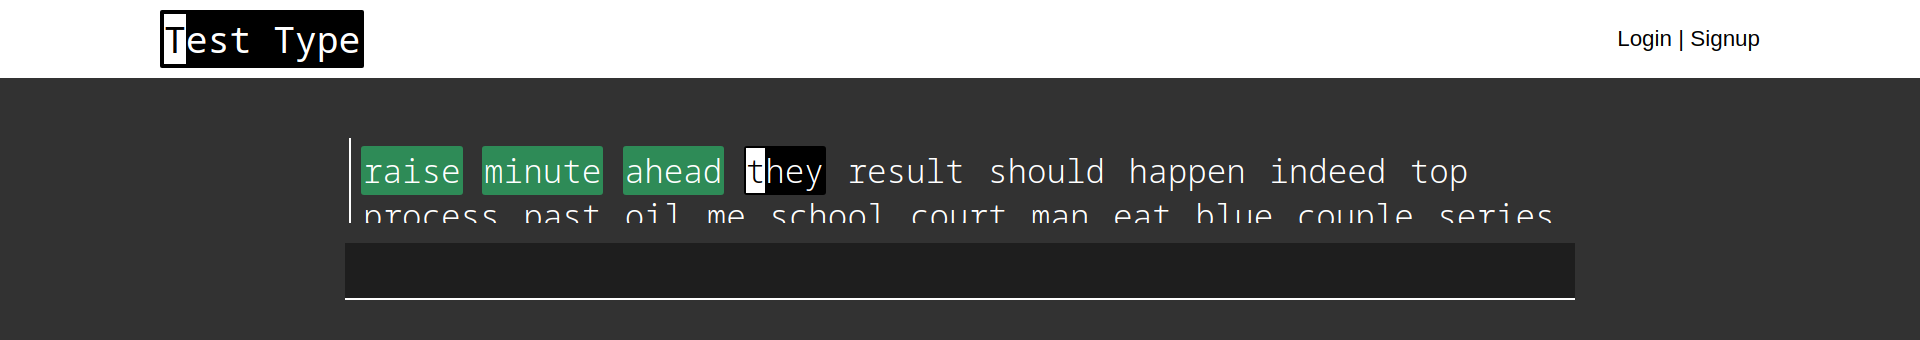 Test Type
Login | Signup
raise minute ahead they result should happen indeed top
process past oil me school court man eat blue couple series